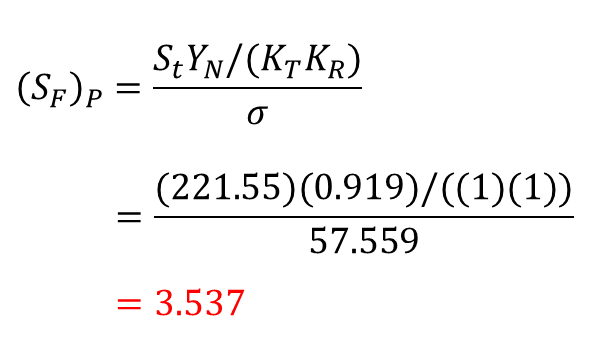 (S_F)_P = S_t Y_N/(K_T K_R) / σ
= (221.55)(0.919)/((1)(1)) / 57.559
= 3.537